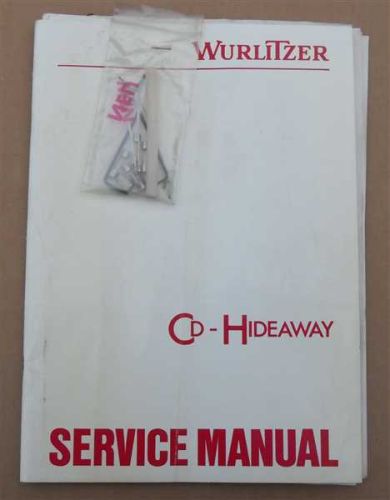 WURLITZER
CD - HIDEAWAY
SERVICE MANUAL